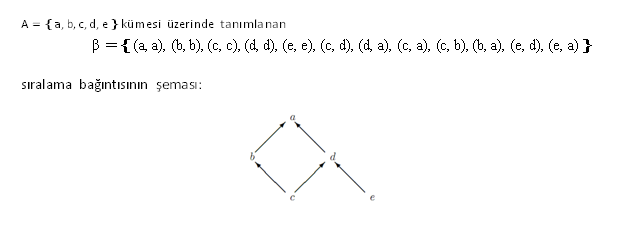 A = { a, b, c, d, e } kümesi üzerinde tanımlanan
β = { (a, a), (b, b), (c, c), (d, d), (e, e), (c, d), (d, a), (c, a), (c, b), (b, a), (e, d), (e, a) }
sıralama bağıntısının şeması:
a
b d
c e